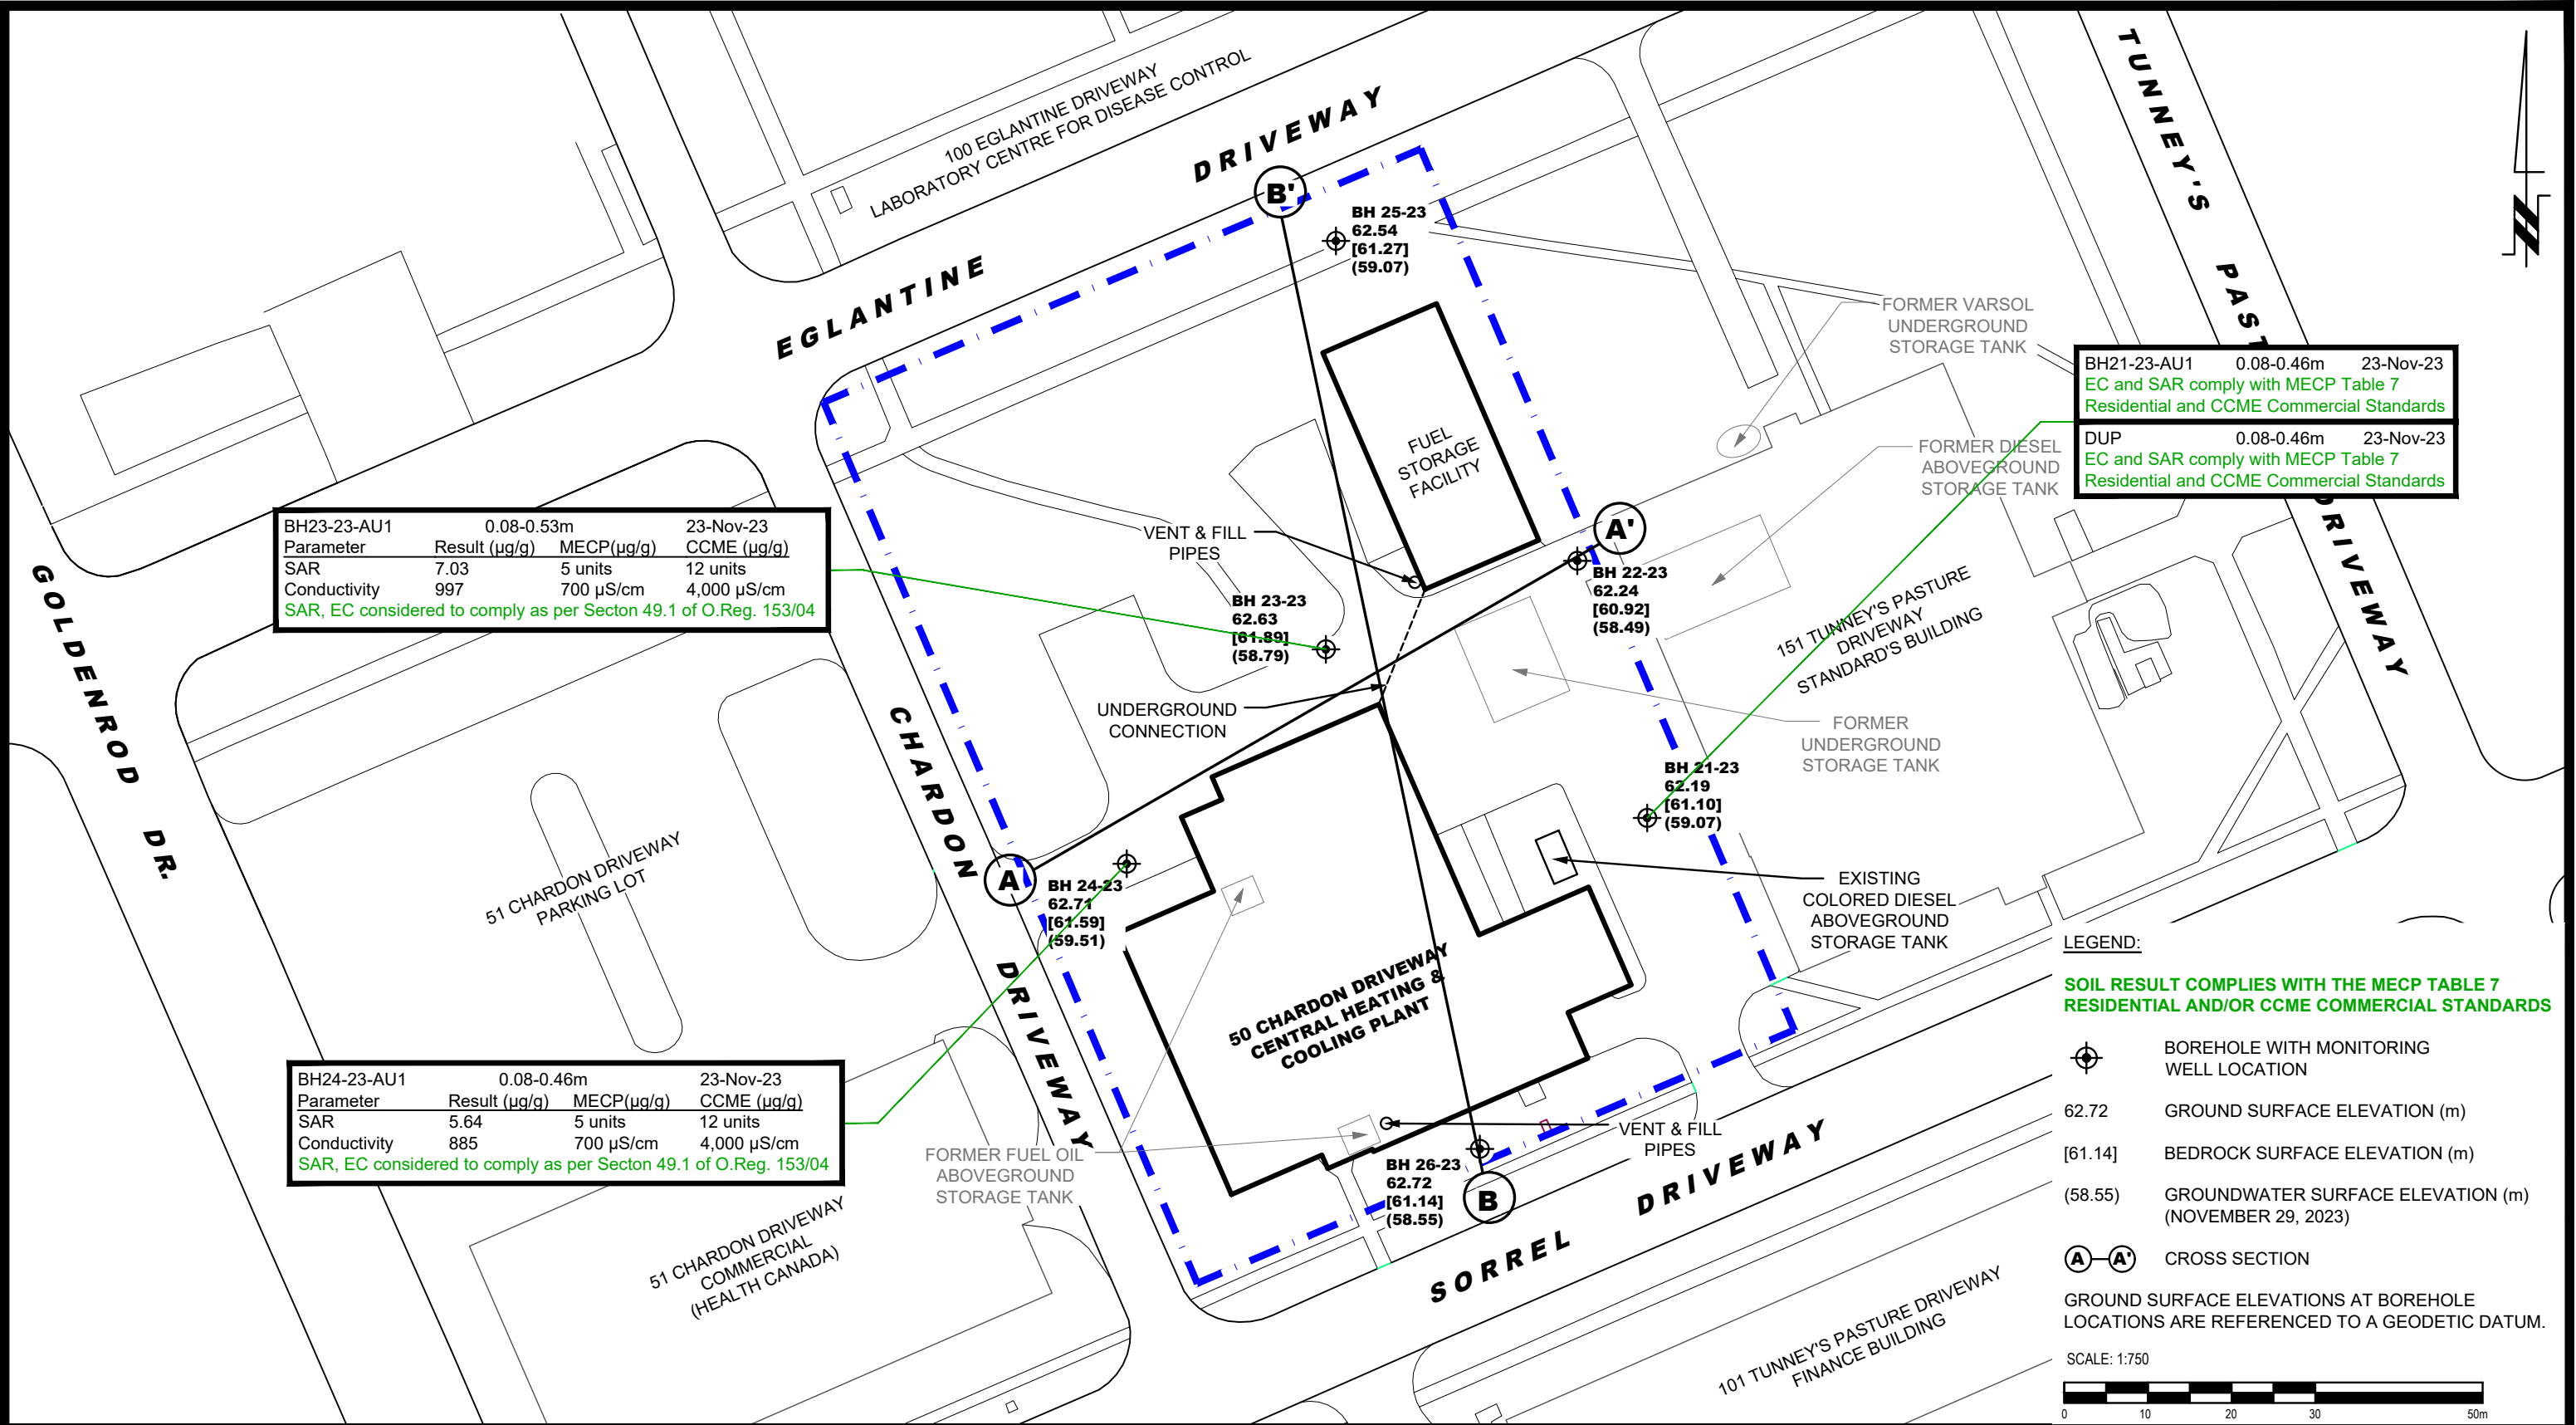 100 EGLANTINE DRIVEWAY
LABORATORY CENTRE FOR DISEASE CONTROL
EGLANTINE DRIVEWAY
TUNNEY'S PAST DRIVEWAY
B'
BH 25-23
62.54
[61.27]
(59.07)
FORMER VARSOL
UNDERGROUND
STORAGE TANK
BH21-23-AU1 0.08-0.46m 23-Nov-23
EC and SAR comply with MECP Table 7
Residential and CCME Commercial Standards
DUP 0.08-0.46m 23-Nov-23
EC and SAR comply with MECP Table 7
Residential and CCME Commercial Standards
FUEL
STORAGE
FACILITY
FORMER DIESEL
ABOVEGROUND
STORAGE TANK
BH23-23-AU1 0.08-0.53m 23-Nov-23
Parameter Result (µg/g) MECP(µg/g) CCME (µg/g)
SAR 7.03 5 units 12 units
Conductivity 997 700 µS/cm 4,000 µS/cm
SAR, EC considered to comply as per Secton 49.1 of O.Reg. 153/04
VENT & FILL
PIPES
A'
BH 22-23
62.24
[60.92]
(58.49)
BH 23-23
62.63
[61.89]
(58.79)
151 TUNNEY'S PASTURE
DRIVEWAY
STANDARD'S BUILDING
GOLDENROD DR.
CHARDON DRIVEWAY
UNDERGROUND
CONNECTION
FORMER
UNDERGROUND
STORAGE TANK
BH 21-23
62.19
[61.10]
(59.07)
51 CHARDON DRIVEWAY
PARKING LOT
A
BH 24-23
62.71
[61.59]
(59.51)
EXISTING
COLORED DIESEL
ABOVEGROUND
STORAGE TANK
50 CHARDON DRIVEWAY
CENTRAL HEATING &
COOLING PLANT
BH24-23-AU1 0.08-0.46m 23-Nov-23
Parameter Result (µg/g) MECP(µg/g) CCME (µg/g)
SAR 5.64 5 units 12 units
Conductivity 885 700 µS/cm 4,000 µS/cm
SAR, EC considered to comply as per Secton 49.1 of O.Reg. 153/04
FORMER FUEL OIL
ABOVEGROUND
STORAGE TANK
VENT & FILL
PIPES
BH 26-23
62.72
[61.14]
(58.55)
B
SORREL DRIVEWAY
51 CHARDON DRIVEWAY
COMMERCIAL
(HEALTH CANADA)
101 TUNNEY'S PASTURE DRIVEWAY
FINANCE BUILDING
LEGEND:
SOIL RESULT COMPLIES WITH THE MECP TABLE 7
RESIDENTIAL AND/OR CCME COMMERCIAL STANDARDS
BOREHOLE WITH MONITORING
WELL LOCATION
62.72 GROUND SURFACE ELEVATION (m)
[61.14] BEDROCK SURFACE ELEVATION (m)
(58.55) GROUNDWATER SURFACE ELEVATION (m)
(NOVEMBER 29, 2023)
A A' CROSS SECTION
GROUND SURFACE ELEVATIONS AT BOREHOLE
LOCATIONS ARE REFERENCED TO A GEODETIC DATUM.
SCALE: 1:750
0 10 20 30 50m